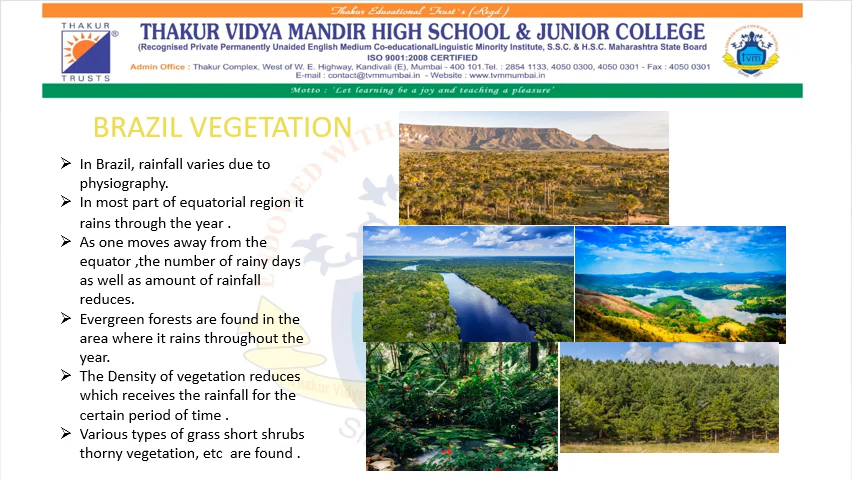 Thakur Educational Trust's (Regd.)
THAKUR
TRUSTS
THAKUR VIDYA MANDIR HIGH SCHOOL & JUNIOR COLLEGE
(Recognised Private Permanently Unaided English Medium Co-educationalLinguistic Minority Institute, S.S.C. & H.S.C. Maharashtra State Board
ISO 9001:2008 CERTIFIED
Admin Office : Thakur Complex, West of W. E. Highway, Kandivali (E), Mumbai - 400 101.Tel. : 2854 1133, 4050 0300, 4050 0301 - Fax : 4050 0301
E-mail : contact@tvmmumbai.in - Website : www.tvmmumbai.in
tvm
Motto : 'Let learning be a joy and teaching a pleasure'
BRAZIL VEGETATION
➢ In Brazil, rainfall varies due to
physiography.
➢ In most part of equatorial region it
rains through the year .
➢ As one moves away from the
equator ,the number of rainy days
as well as amount of rainfall
reduces.
➢ Evergreen forests are found in the
area where it rains throughout the
year.
➢ The Density of vegetation reduces
which receives the rainfall for the
certain period of time .
➢ Various types of grass short shrubs
thorny vegetation, etc  are found .
ENDOWED WITH
Thakur Vidya